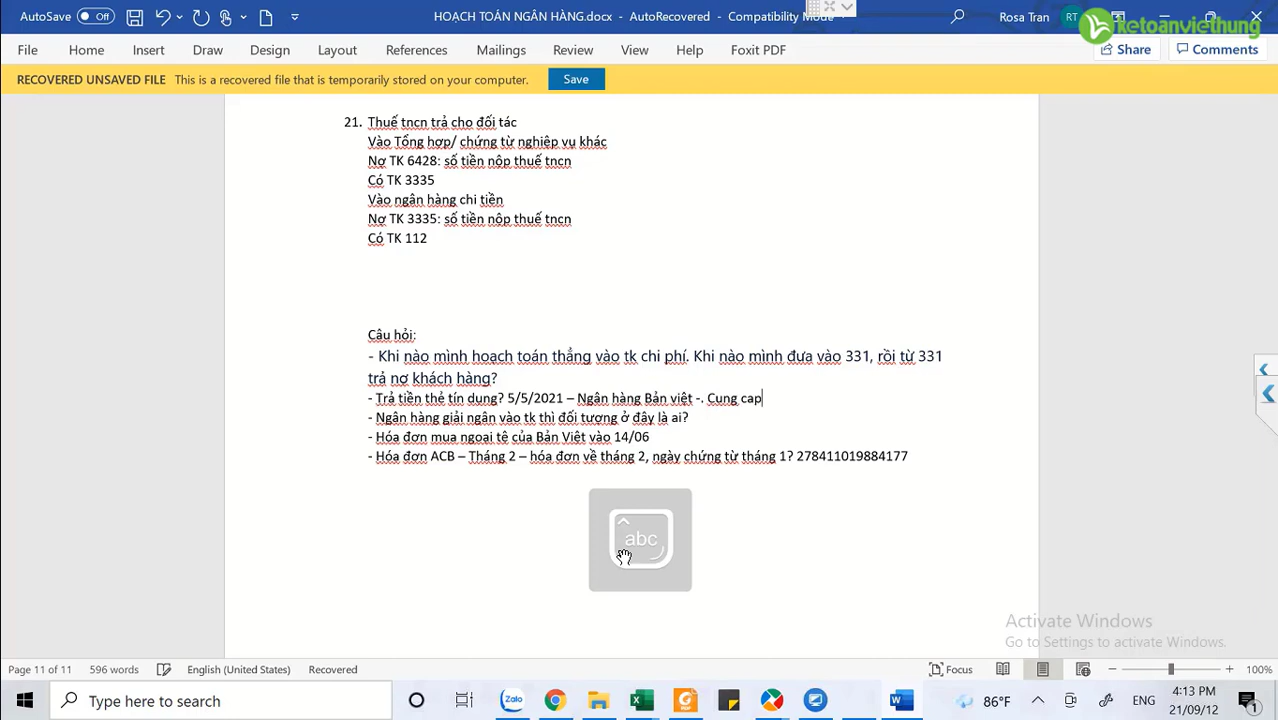 AutoSave Off HOẠCH TOÁN NGÂN HÀNG.docx - AutoRecovered - Compatibility Mode Rosa Tran RT
ketoanviethung
File Home Insert Draw Design Layout References Mailings Review View Help Foxit PDF Share Comments
RECOVERED UNSAVED FILE This is a recovered file that is temporarily stored on your computer. Save
21. Thuế tncn trả cho đối tác
Vào Tổng hợp/ chứng từ nghiệp vụ khác
Nợ TK 6428: số tiền nộp thuế tncn
Có TK 3335
Vào ngân hàng chi tiền
Nợ TK 3335: số tiền nộp thuế tncn
Có TK 112
Câu hỏi:
- Khi nào mình hoạch toán thẳng vào tk chi phí. Khi nào mình đưa vào 331, rồi từ 331
trả nợ khách hàng?
- Trả tiền thẻ tín dung? 5/5/2021 – Ngân hàng Bản việt -. Cung cap
- Ngân hàng giải ngân vào tk thì đối tượng ở đây là ai?
- Hóa đơn mua ngoại tệ của Bản Việt vào 14/06
- Hóa đơn ACB – Tháng 2 – hóa đơn về tháng 2, ngày chứng từ tháng 1? 278411019884177
abc
Activate Windows
Go to Settings to activate Windows.
Page 11 of 11 596 words English (United States) Recovered Focus 100%
Type here to search 86°F ENG 4:13 PM
21/09/12